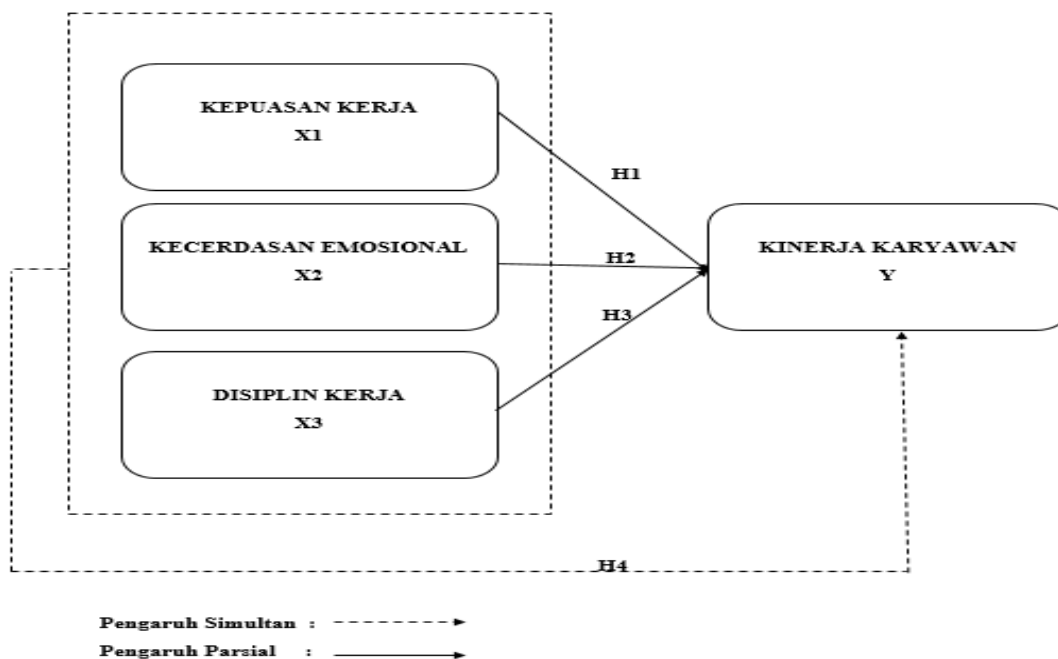 KEPUASAN KERJA
X1
H1
KECERDASAN EMOSIONAL
X2
H2
KINERJA KARYAWAN
Y
H3
DISIPLIN KERJA
X3
H4
Pengaruh Simultan :
Pengaruh Parsial :